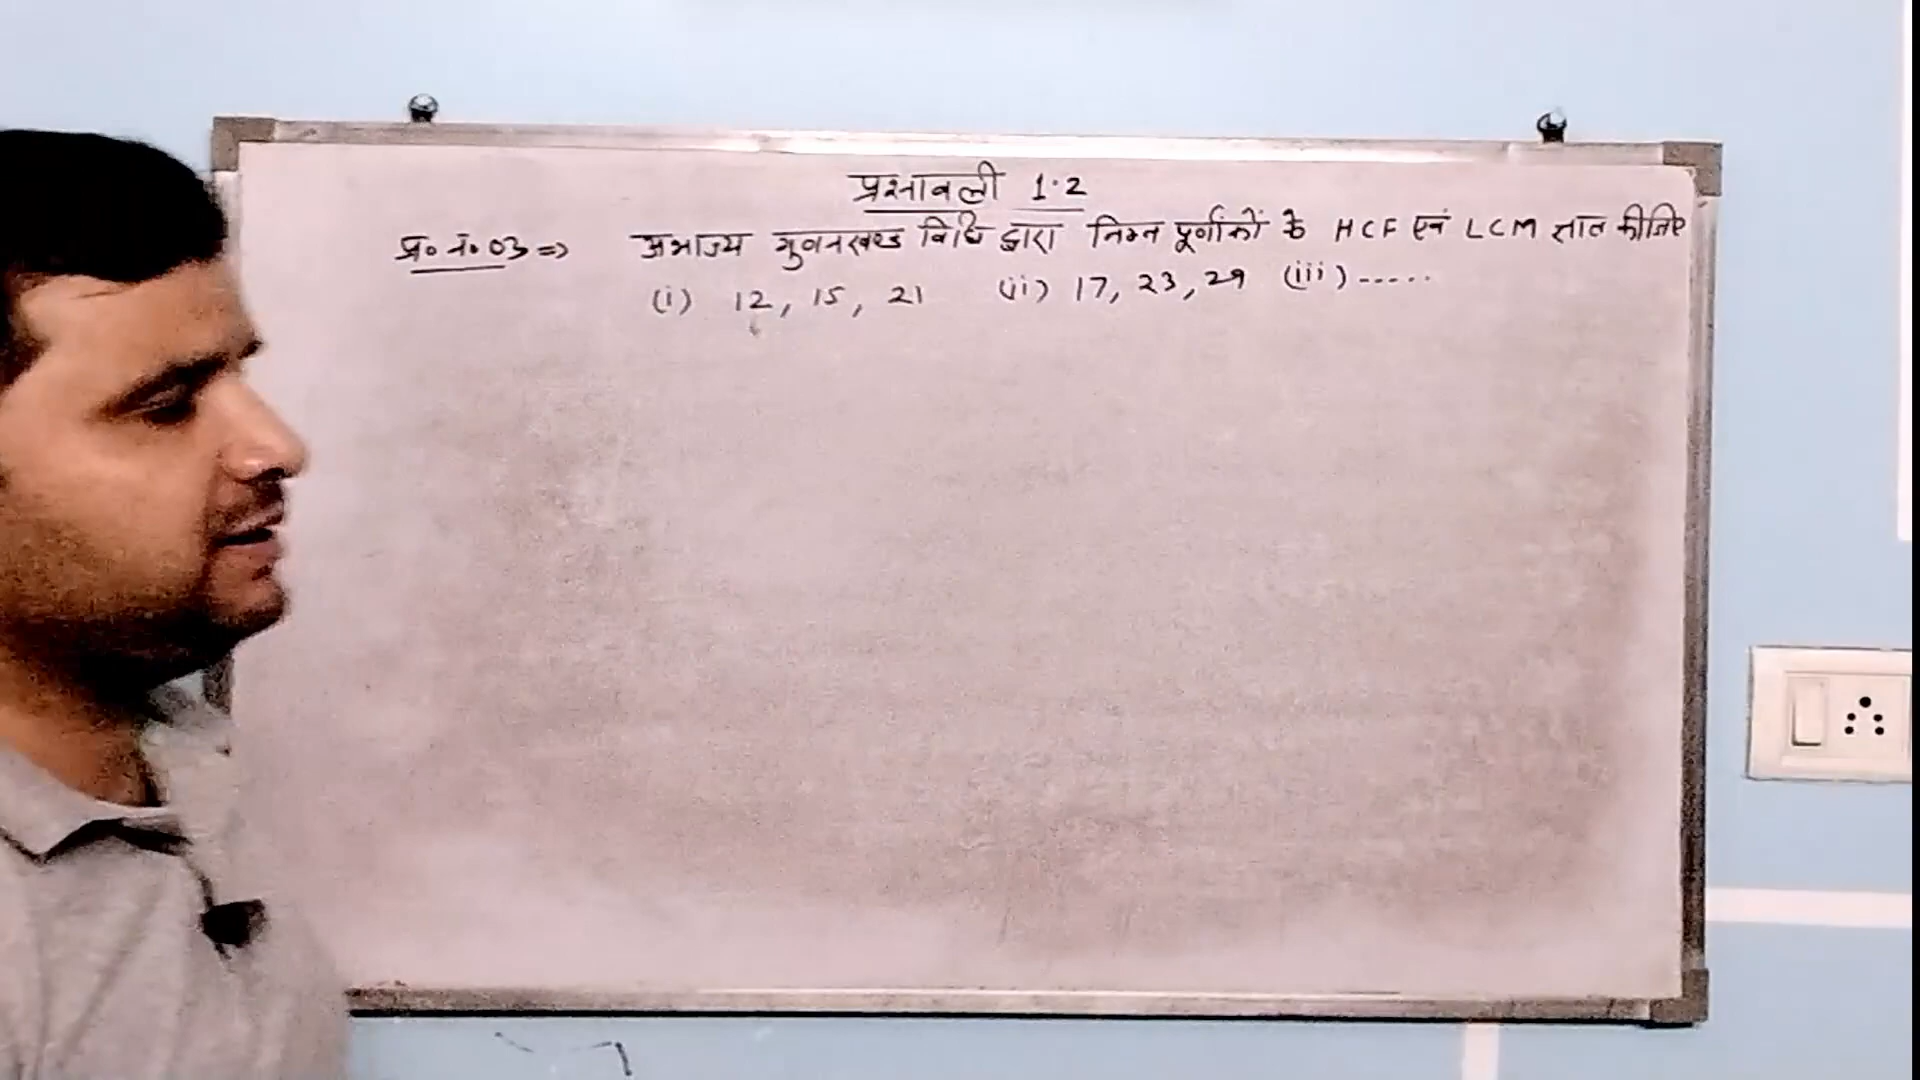 प्रश्नावली 1.2
प्र० नं० 03 => अभाज्य गुणनखण्ड विधि द्वारा निम्न पूर्णांकों के HCF एवं LCM ज्ञात कीजिए
(i) 12, 15, 21 (ii) 17, 23, 29 (iii) .....